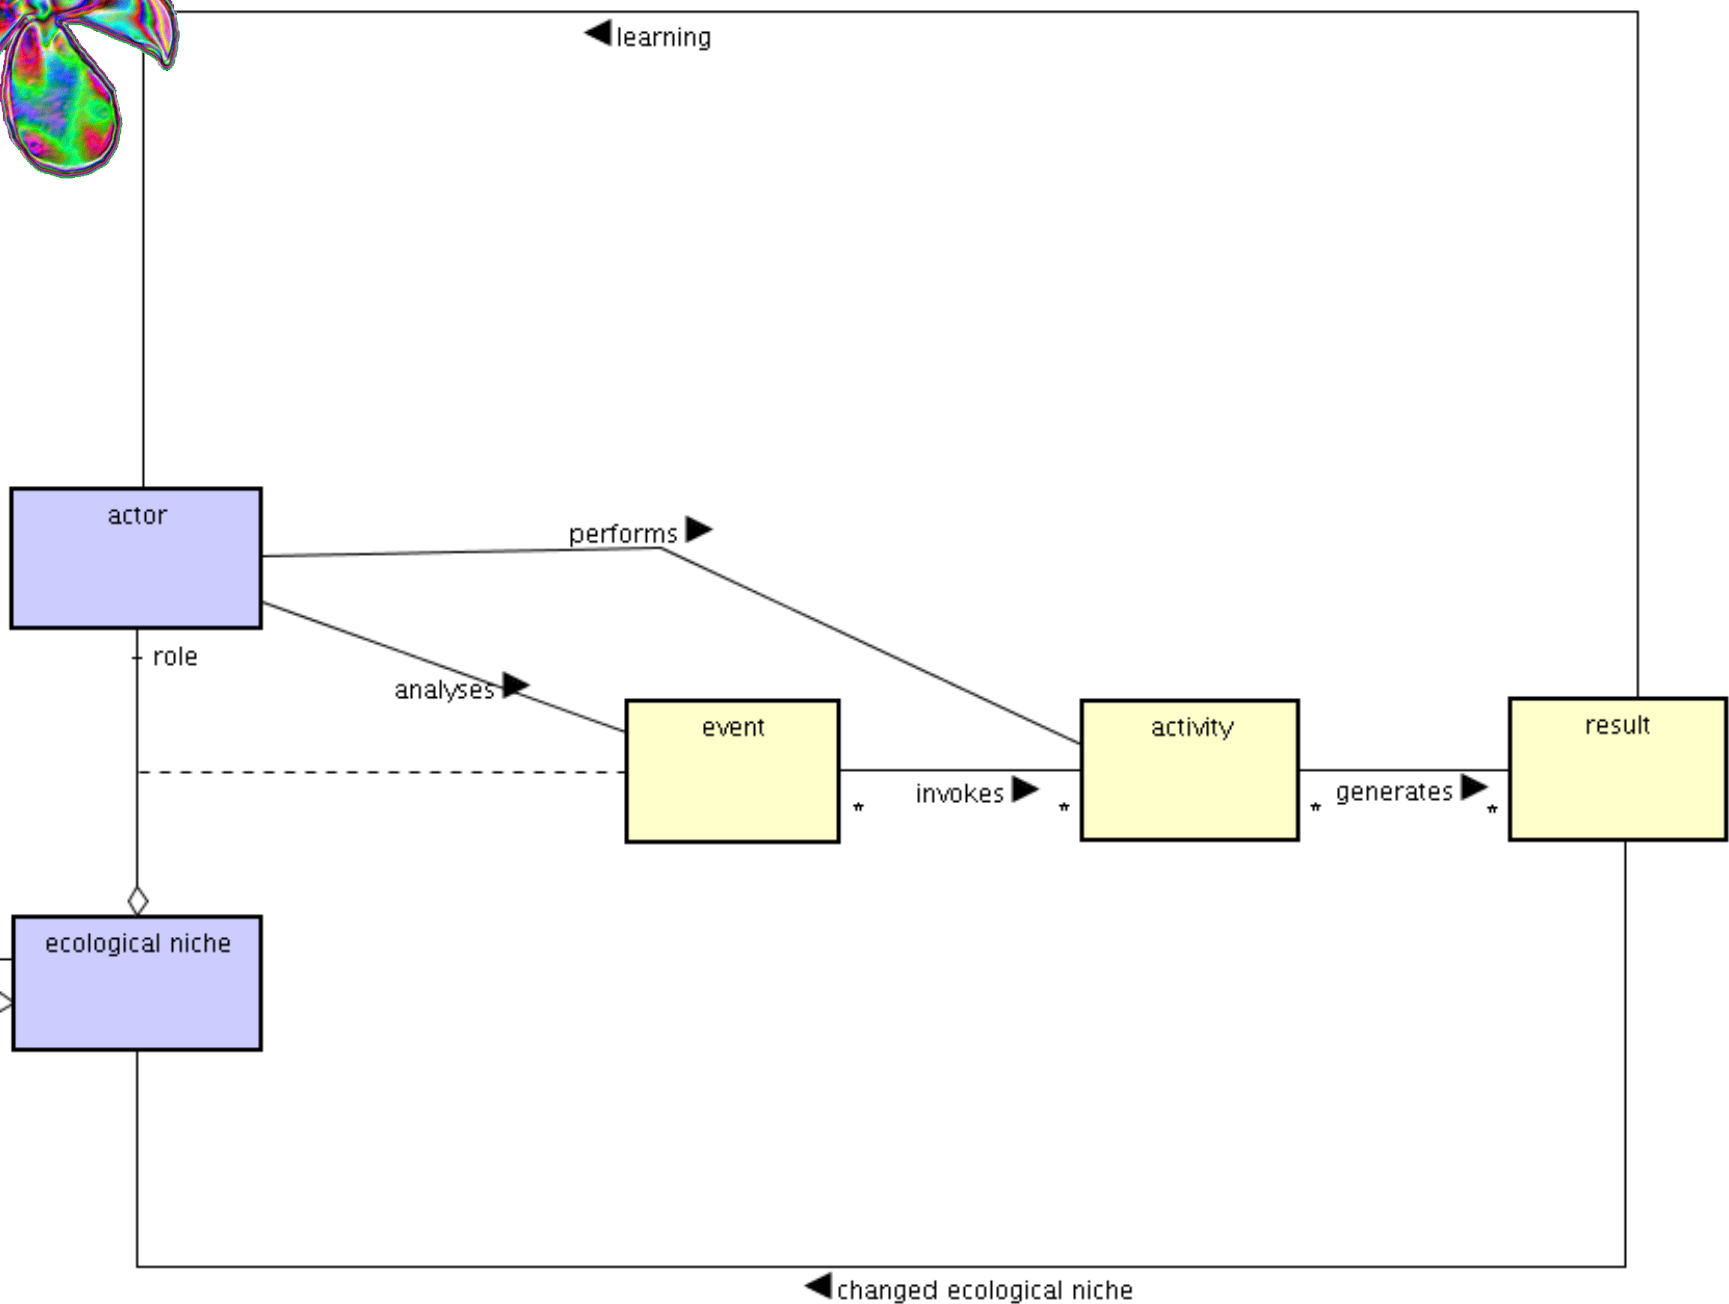 learning
actor
performs
role
analyses
event
activity
result
invokes
generates
*
*
*
*
ecological niche
changed ecological niche